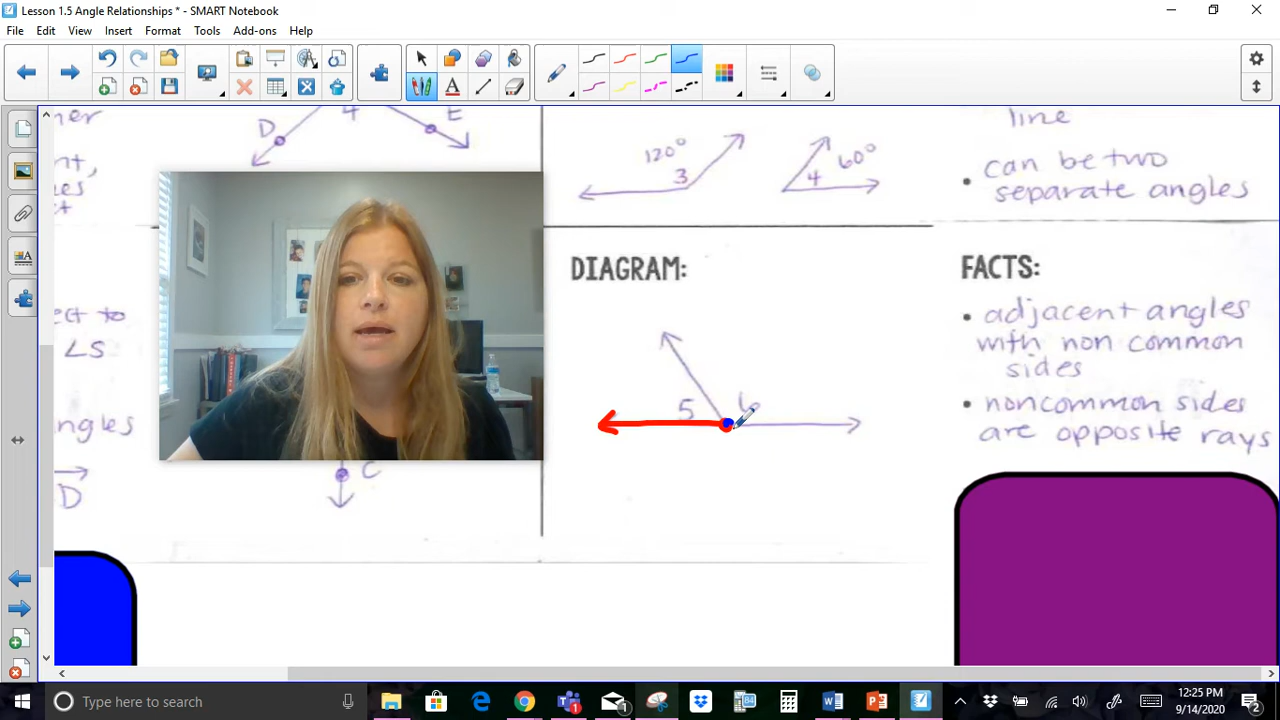 Lesson 1.5 Angle Relationships * - SMART Notebook
File Edit View Insert Format Tools Add-ons Help
4
D
E
120°
3
60°
4
line
• can be two
separate angles
DIAGRAM:
FACTS:
• adjacent angles
with non common
sides
• noncommon sides
are opposite rays
5
6
∠S
D
C
Type here to search
12:25 PM
9/14/2020